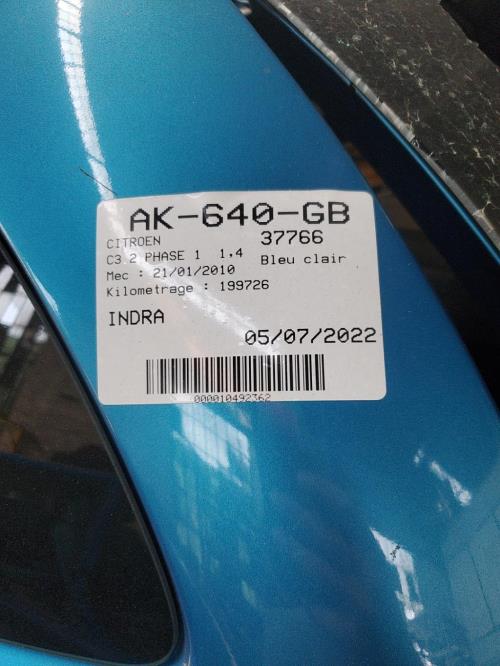 AK-640-GB
CITROEN 37766
C3 2 PHASE 1 1,4 Bleu clair
Mec : 21/01/2010
Kilometrage : 199726
INDRA
05/07/2022
000010492362